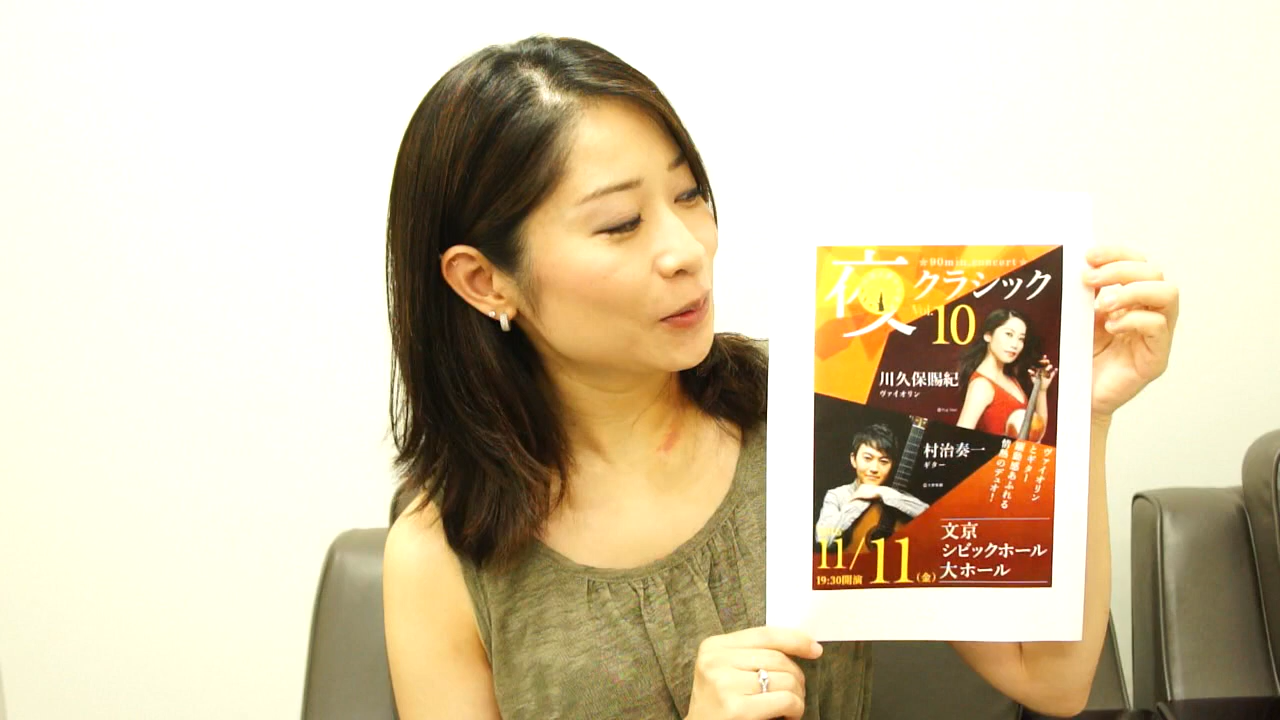 ☆90min.concert☆
夜クラシック
Vol.10
川久保賜紀
ヴァイオリン
村治奏一
ギター
ヴァイオリン
とギター
躍動感あふれる
情熱のデュオ!
11/11(金)
19:30開演
文京
シビックホール
大ホール